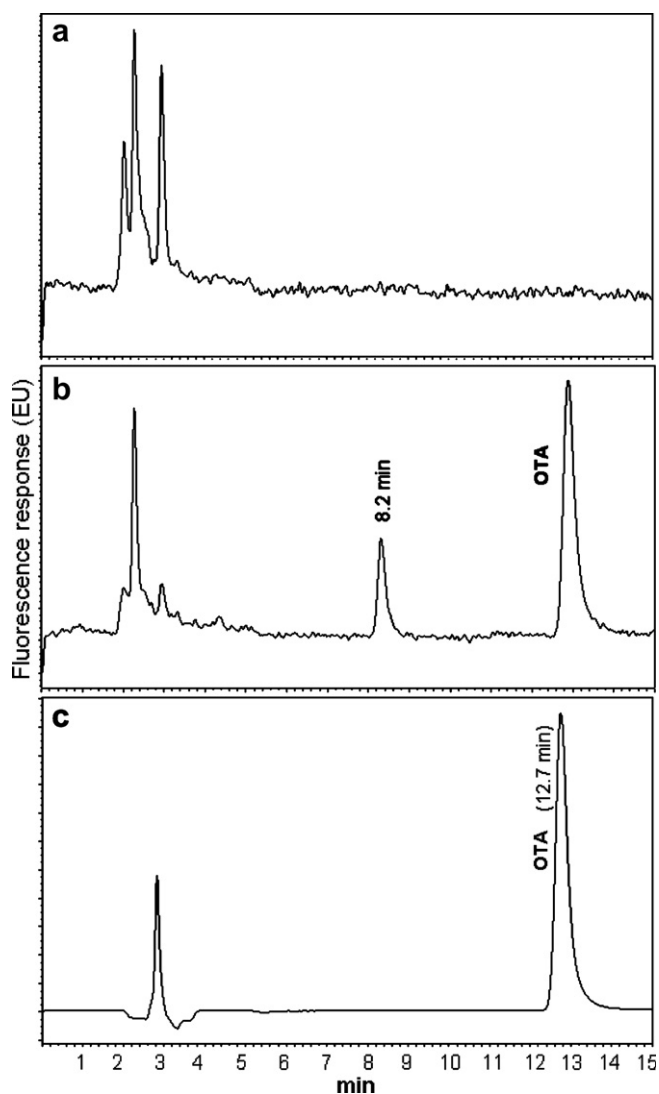 a
b
Fluorescence response (EU)
8.2 min
OTA
c
OTA (12.7 min)
1 2 3 4 5 6 7 8 9 10 11 12 13 14 15
min